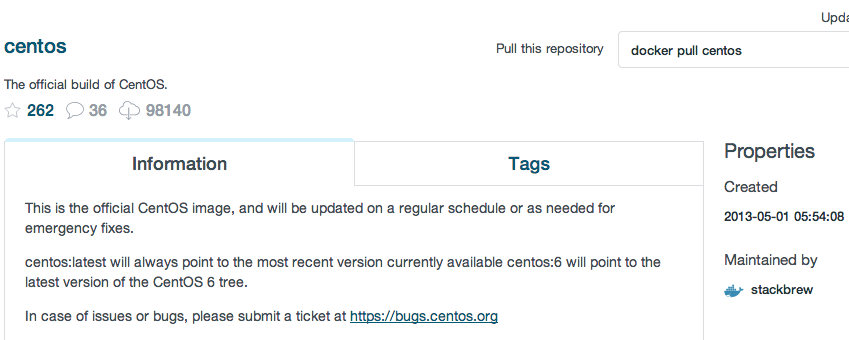 Upda
centos
Pull this repository
docker pull centos
The official build of CentOS.
262 36 98140
Information
Tags
Properties
This is the official CentOS image, and will be updated on a regular schedule or as needed for
emergency fixes.
centos:latest will always point to the most recent version currently available centos:6 will point to the
latest version of the CentOS 6 tree.
In case of issues or bugs, please submit a ticket at https://bugs.centos.org
Created
2013-05-01 05:54:08
Maintained by
stackbrew